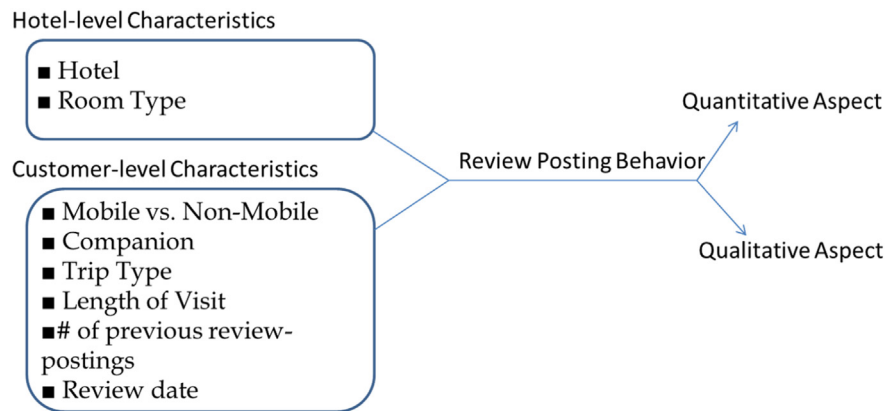 Hotel-level Characteristics
■ Hotel
■ Room Type
Quantitative Aspect
Review Posting Behavior
Customer-level Characteristics
■ Mobile vs. Non-Mobile
■ Companion
■ Trip Type
■ Length of Visit
■# of previous review-
postings
■ Review date
Qualitative Aspect